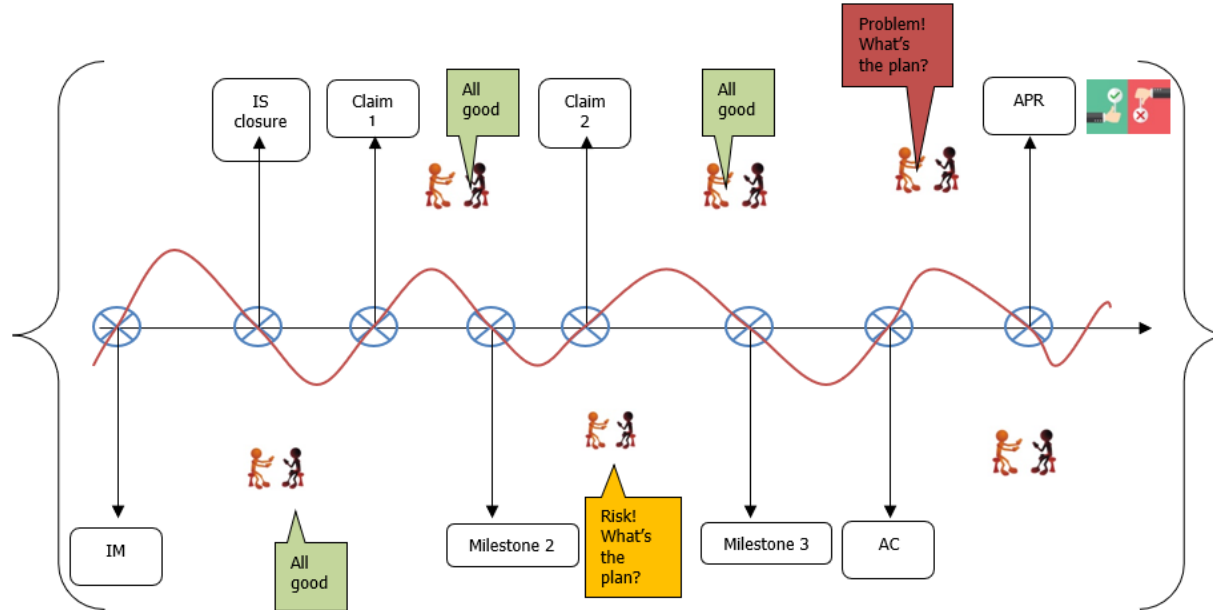 Problem!
What's
the plan?
IS
closure
Claim
1
All
good
Claim
2
All
good
APR
IM
All
good
Milestone 2
Risk!
What's
the
plan?
Milestone 3
AC